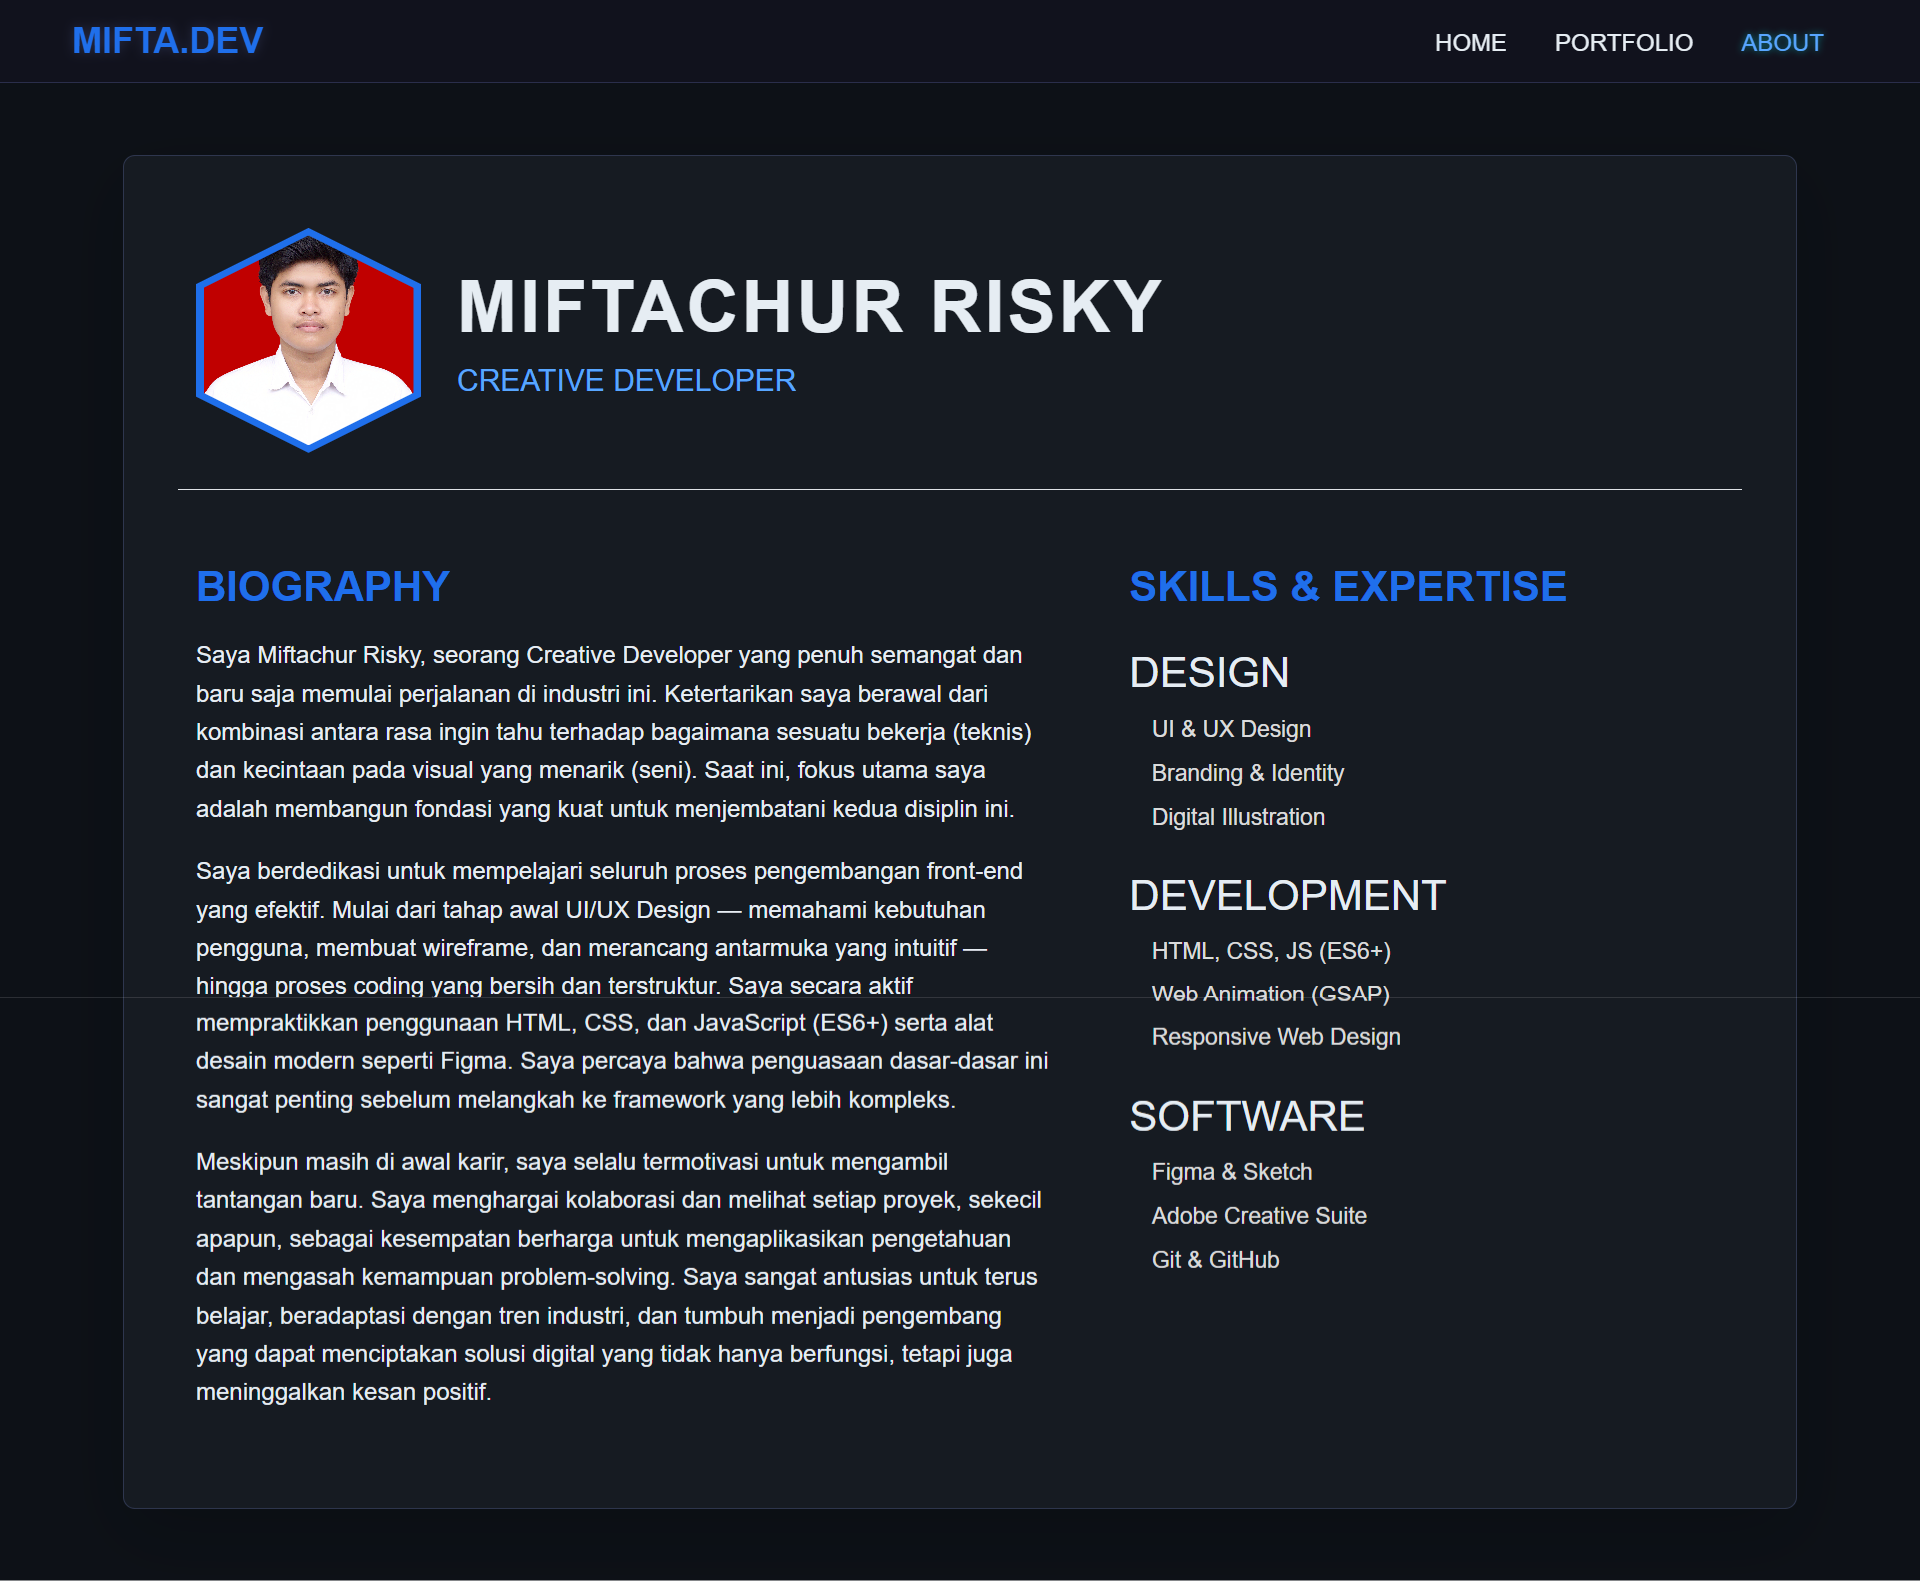 MIFTA.DEV
HOME PORTFOLIO ABOUT
MIFTACHUR RISKY
CREATIVE DEVELOPER
BIOGRAPHY
Saya Miftachur Risky, seorang Creative Developer yang penuh semangat dan
baru saja memulai perjalanan di industri ini. Ketertarikan saya berawal dari
kombinasi antara rasa ingin tahu terhadap bagaimana sesuatu bekerja (teknis)
dan kecintaan pada visual yang menarik (seni). Saat ini, fokus utama saya
adalah membangun fondasi yang kuat untuk menjembatani kedua disiplin ini.
Saya berdedikasi untuk mempelajari seluruh proses pengembangan front-end
yang efektif. Mulai dari tahap awal UI/UX Design — memahami kebutuhan
pengguna, membuat wireframe, dan merancang antarmuka yang intuitif —
hingga proses coding yang bersih dan terstruktur. Saya secara aktif
mempraktikkan penggunaan HTML, CSS, dan JavaScript (ES6+) serta alat
desain modern seperti Figma. Saya percaya bahwa penguasaan dasar-dasar ini
sangat penting sebelum melangkah ke framework yang lebih kompleks.
Meskipun masih di awal karir, saya selalu termotivasi untuk mengambil
tantangan baru. Saya menghargai kolaborasi dan melihat setiap proyek, sekecil
apapun, sebagai kesempatan berharga untuk mengaplikasikan pengetahuan
dan mengasah kemampuan problem-solving. Saya sangat antusias untuk terus
belajar, beradaptasi dengan tren industri, dan tumbuh menjadi pengembang
yang dapat menciptakan solusi digital yang tidak hanya berfungsi, tetapi juga
meninggalkan kesan positif.
SKILLS & EXPERTISE
DESIGN
UI & UX Design
Branding & Identity
Digital Illustration
DEVELOPMENT
HTML, CSS, JS (ES6+)
Web Animation (GSAP)
Responsive Web Design
SOFTWARE
Figma & Sketch
Adobe Creative Suite
Git & GitHub